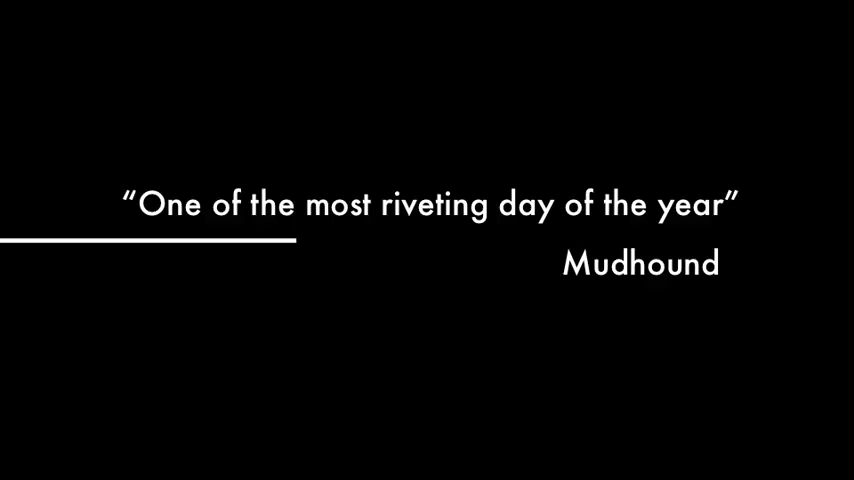 “One of the most riveting day of the year”
Mudhound